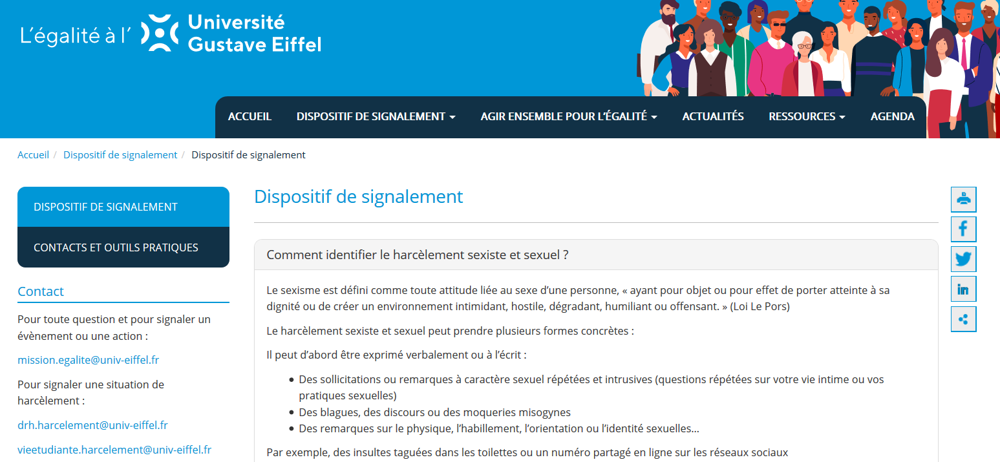 L'égalité à l'
Université
Gustave Eiffel
ACCUEIL
DISPOSITIF DE SIGNALEMENT
AGIR ENSEMBLE POUR L'ÉGALITÉ
ACTUALITÉS
RESSOURCES
AGENDA
Accueil / Dispositif de signalement / Dispositif de signalement
DISPOSITIF DE SIGNALEMENT
CONTACTS ET OUTILS PRATIQUES
Contact
Pour toute question et pour signaler un
évènement ou une action :
mission.egalite@univ-eiffel.fr
Pour signaler une situation de
harcèlement :
drh.harcelement@univ-eiffel.fr
vieetudiante.harcelement@univ-eiffel.fr
Dispositif de signalement
Comment identifier le harcèlement sexiste et sexuel ?
Le sexisme est défini comme toute attitude liée au sexe d'une personne, « ayant pour objet ou pour effet de porter atteinte à sa
dignité ou de créer un environnement intimidant, hostile, dégradant, humiliant ou offensant. » (Loi Le Pors)
Le harcèlement sexiste et sexuel peut prendre plusieurs formes concrètes :
Il peut d'abord être exprimé verbalement ou à l'écrit :
• Des sollicitations ou remarques à caractère sexuel répétées et intrusives (questions répétées sur votre vie intime ou vos
pratiques sexuelles)
• Des blagues, des discours ou des moqueries misogynes
• Des remarques sur le physique, l'habillement, l'orientation ou l'identité sexuelles...
Par exemple, des insultes taguées dans les toilettes ou un numéro partagé en ligne sur les réseaux sociaux